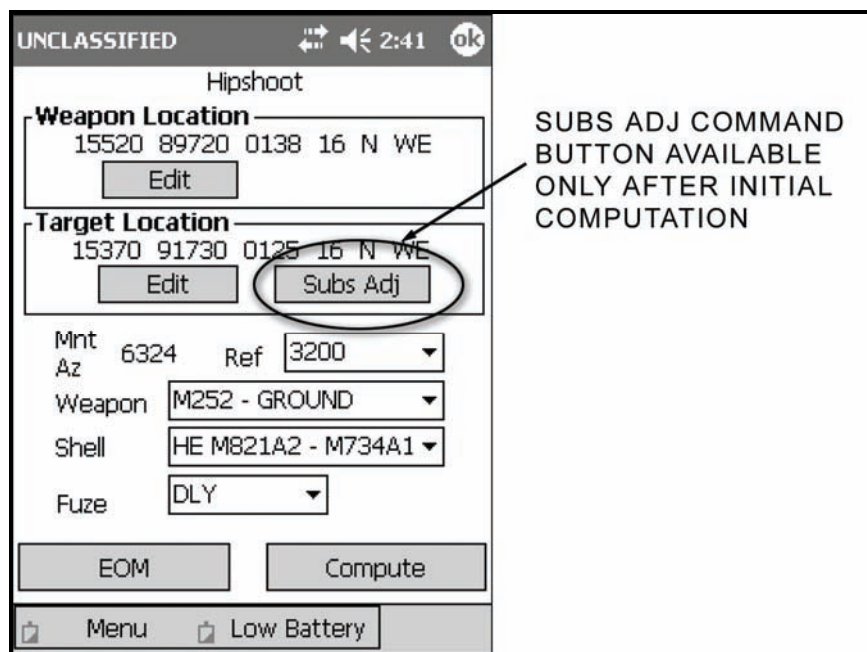 UNCLASSIFIED 2:41 ok
Hipshoot
Weapon Location
15520 89720 0138 16 N WE
Edit
Target Location
15370 91730 0125 16 N WE
Edit Subs Adj
Mnt Az 6324 Ref 3200
Weapon M252 - GROUND
Shell HE M821A2 - M734A1
Fuze DLY
EOM Compute
Menu Low Battery
SUBS ADJ COMMAND
BUTTON AVAILABLE
ONLY AFTER INITIAL
COMPUTATION